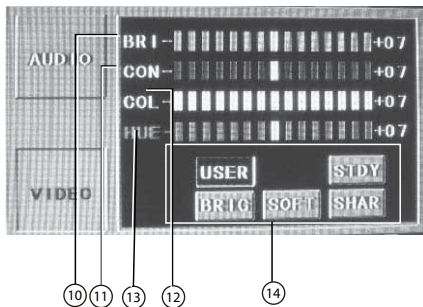 AUDIO
BRI +07
CON +07
COL +07
HUE +07
VIDEO
USER STDY
BRIG SOFT SHAR
10 11 13 12 14